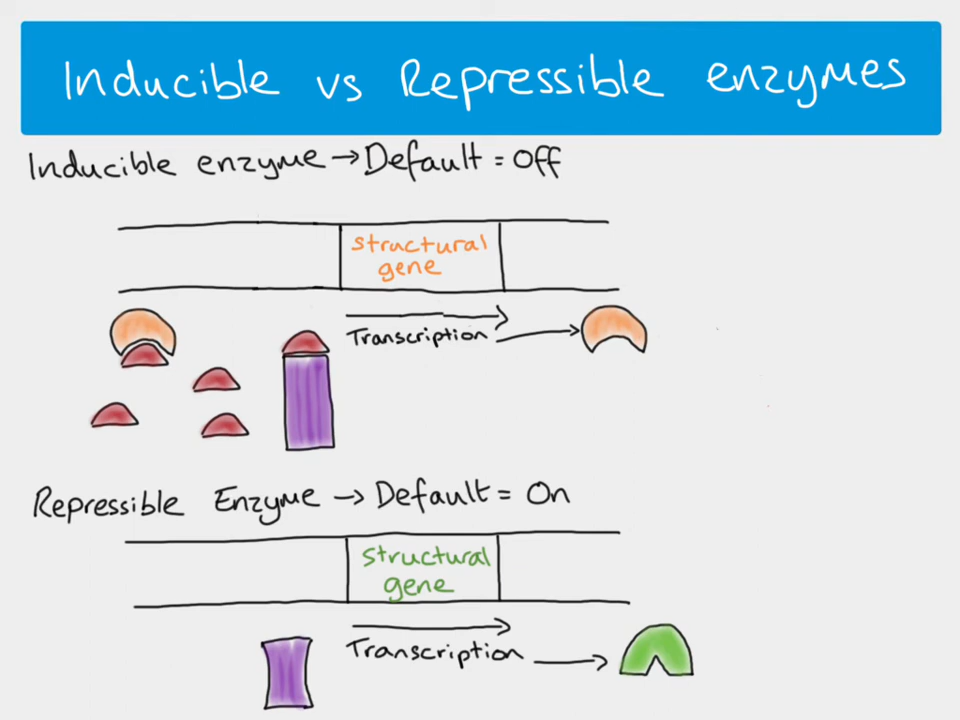 Inducible vs Repressible enzymes
Inducible enzyme → Default = Off
structural
gene
Transcription
Repressible Enzyme → Default = On
structural
gene
Transcription